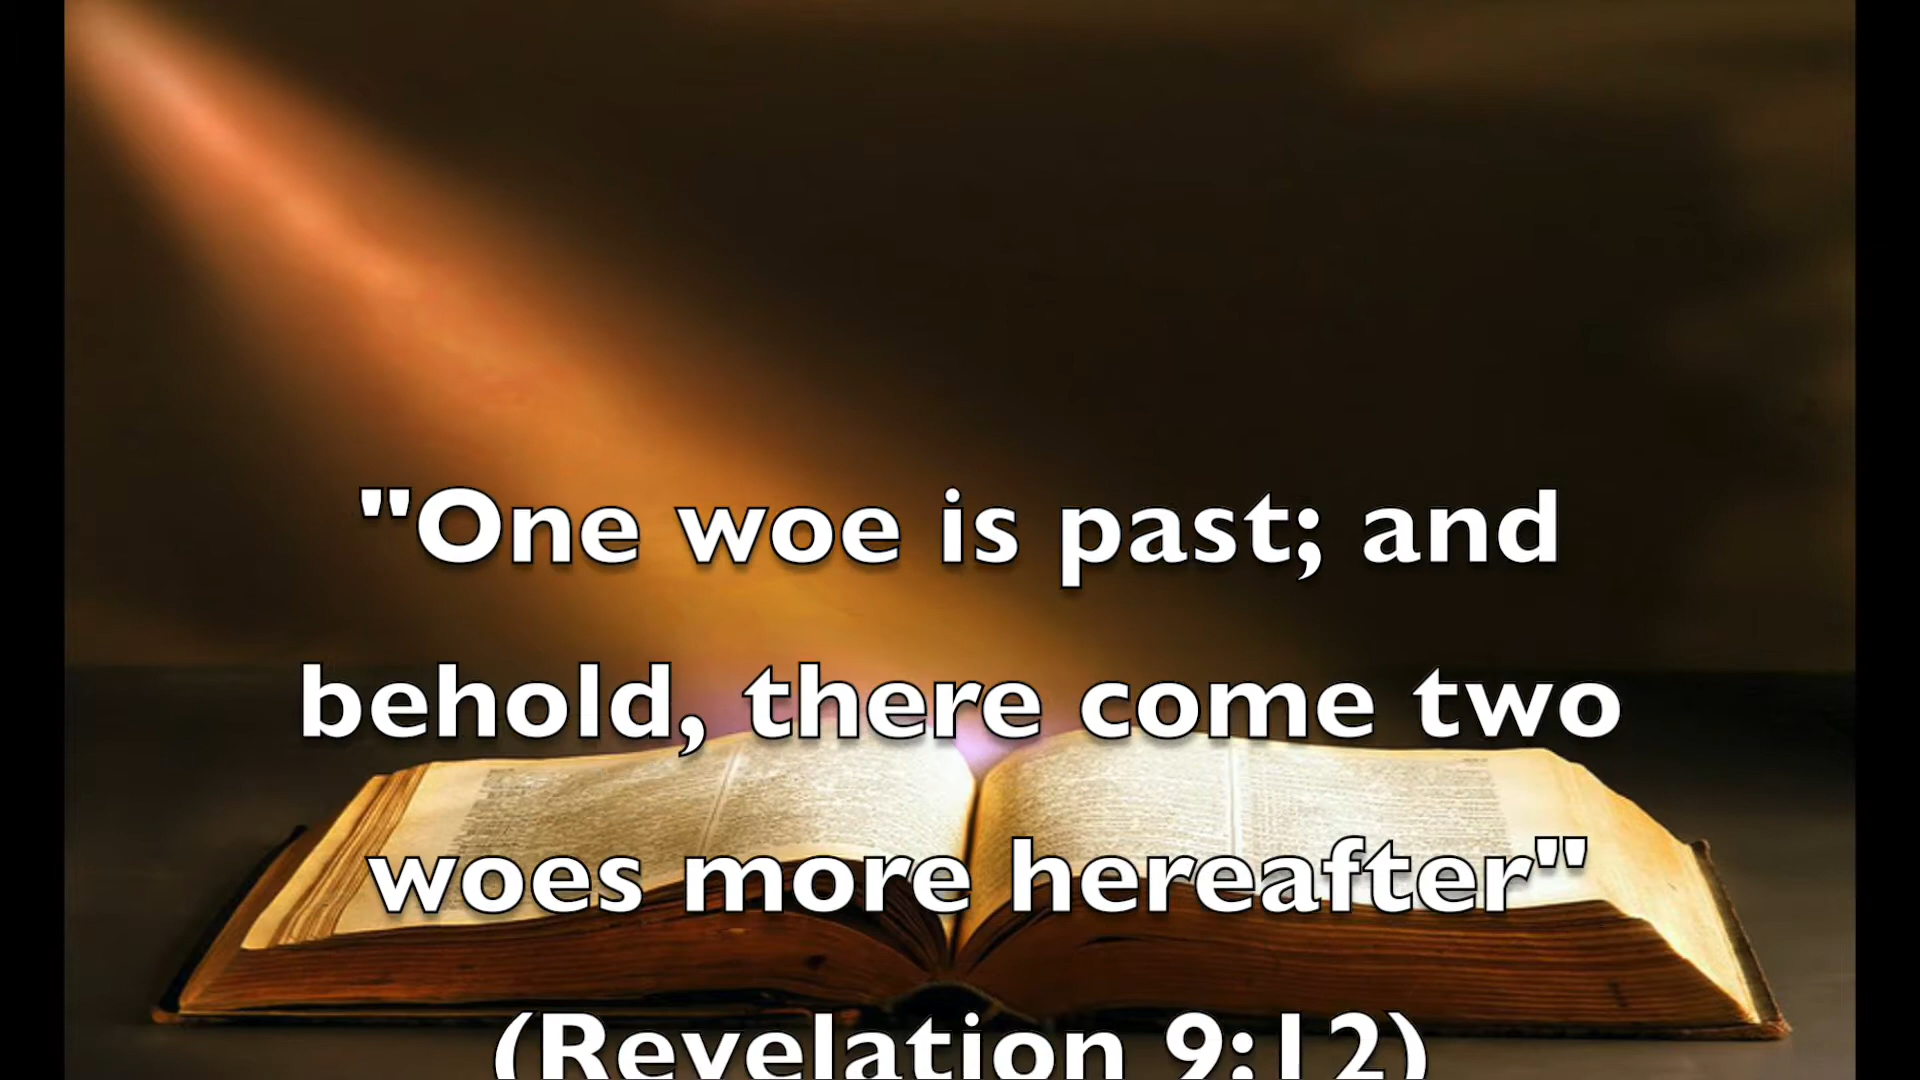 "One woe is past; and
behold, there come two
woes more hereafter"
(Revelation 9:12)